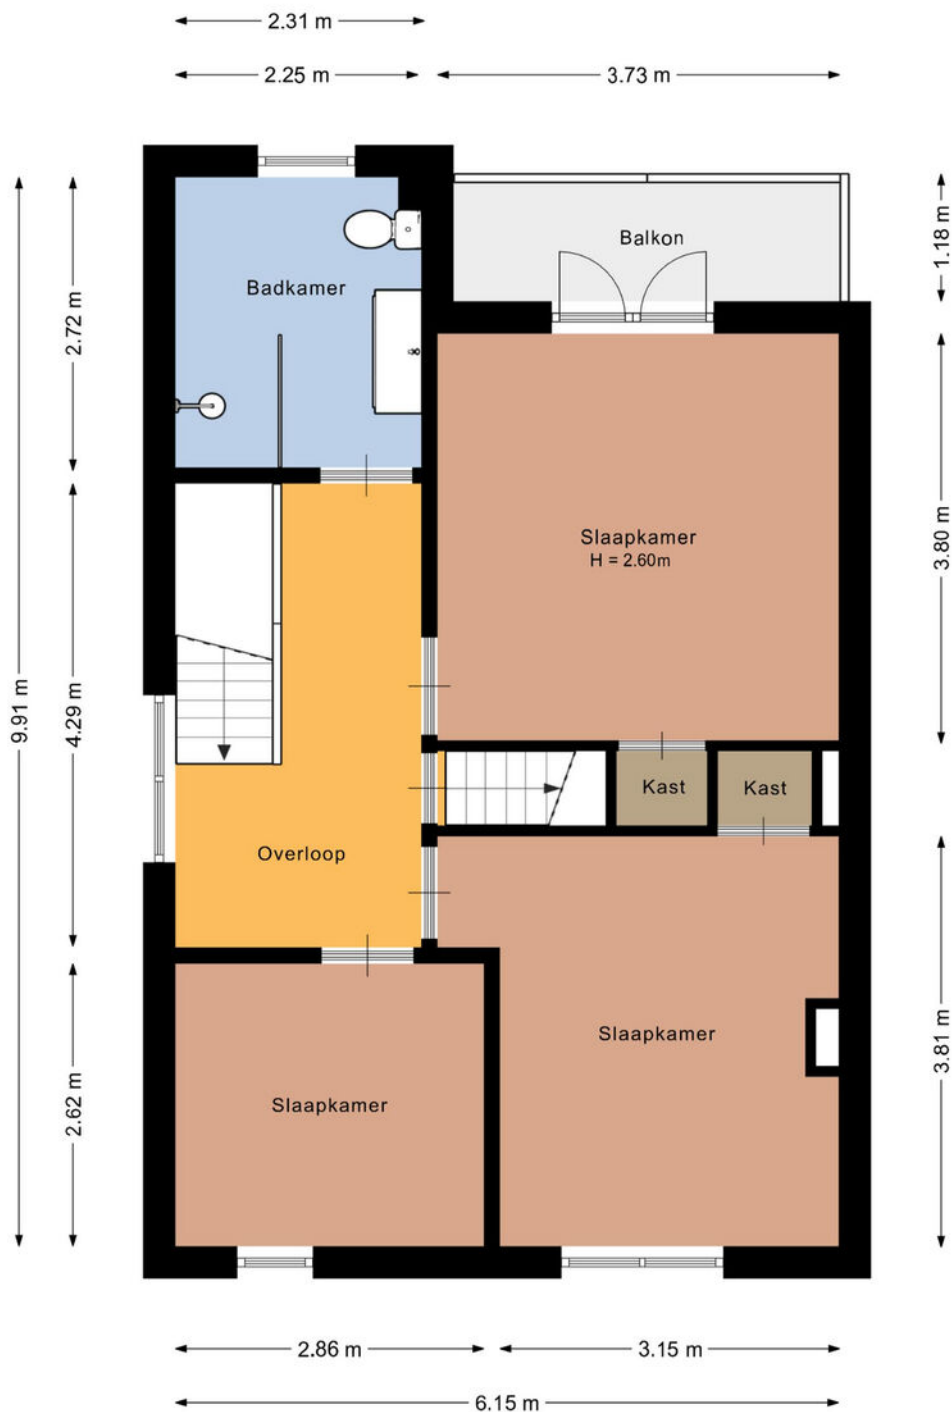 2.31 m
2.25 m
3.73 m
Balkon
1.18 m
Badkamer
2.72 m
Slaapkamer
H = 2.60m
3.80 m
9.91 m
4.29 m
Kast
Kast
Overloop
Slaapkamer
3.81 m
Slaapkamer
2.62 m
2.86 m
3.15 m
6.15 m